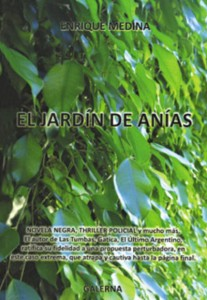 ENRIQUE MEDINA
EL JARDÍN DE ANÍAS
NOVELA NEGRA, THRILLER POLICIAL y mucho más.
El autor de Las Tumbas, Gatica, El Último Argentino,
ratifica su fidelidad a una propuesta perturbadora, en
este caso extrema, que atrapa y cautiva hasta la página final.
GALERNA